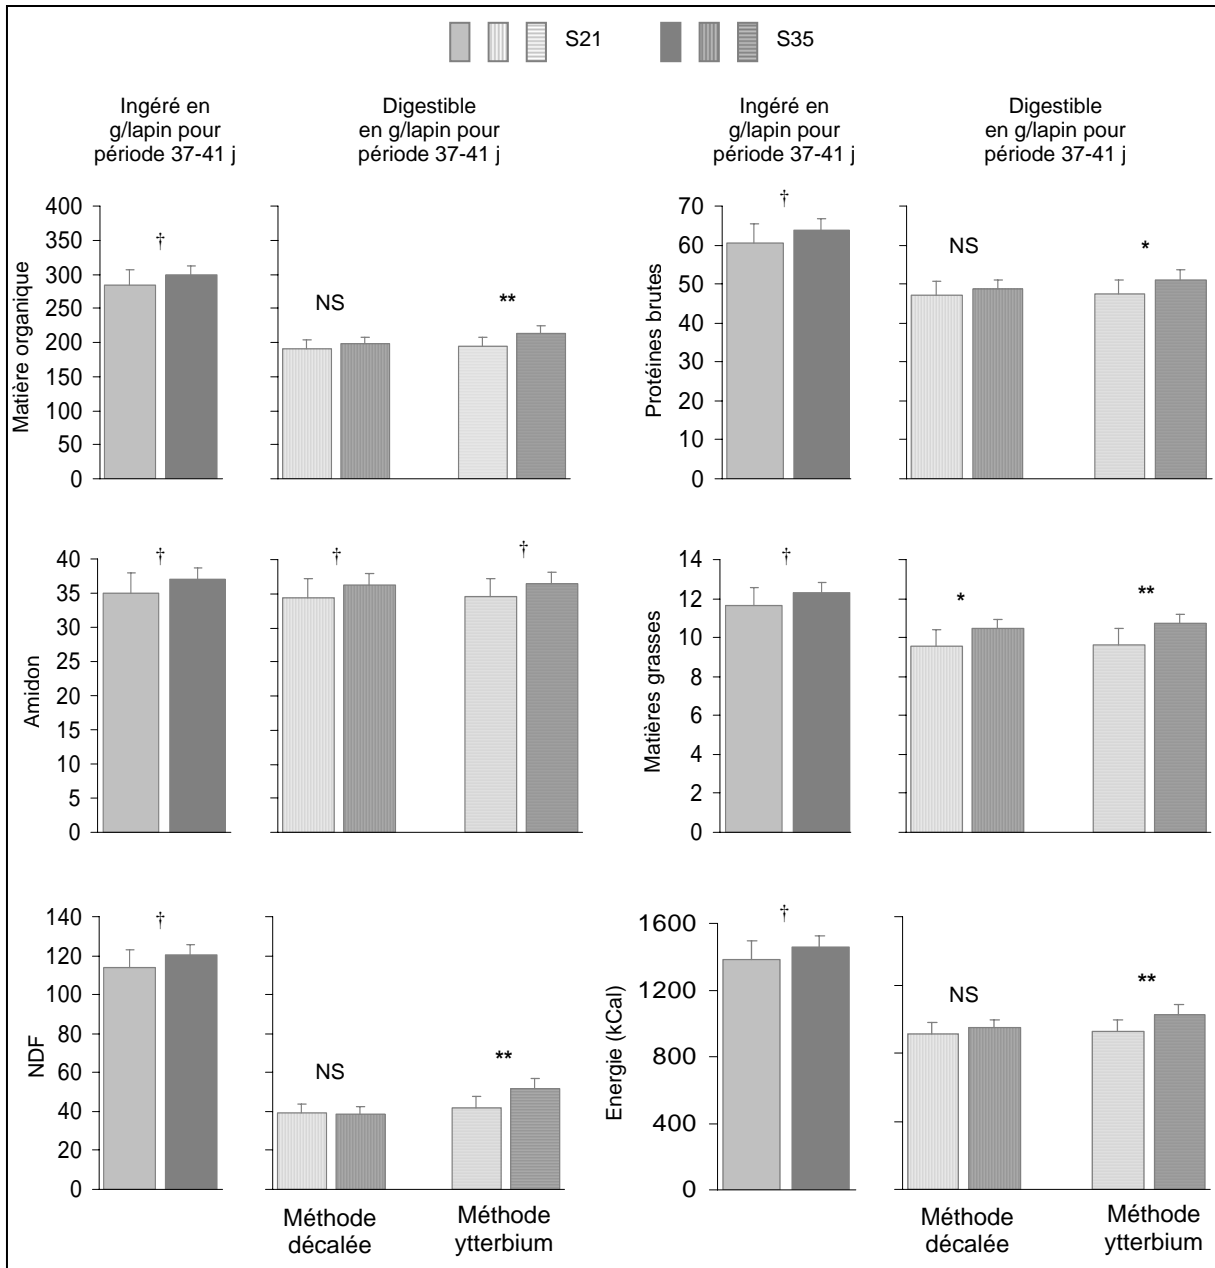 S21
S35
Ingéré en
g/lapin pour
période 37-41 j
Digestible
en g/lapin pour
période 37-41 j
Ingéré en
g/lapin pour
période 37-41 j
Digestible
en g/lapin pour
période 37-41 j
Matière organique
400
350
300
250
200
150
100
50
0
†
NS
**
Protéines brutes
70
60
50
40
30
20
10
0
†
NS
*
Amidon
40
35
30
25
20
15
10
5
0
†
†
†
Matières grasses
14
12
10
8
6
4
2
0
†
*
**
NDF
140
120
100
80
60
40
20
0
†
NS
**
Energie (kCal)
1600
1200
800
400
0
†
NS
**
Méthode
décalée
Méthode
ytterbium
Méthode
décalée
Méthode
ytterbium